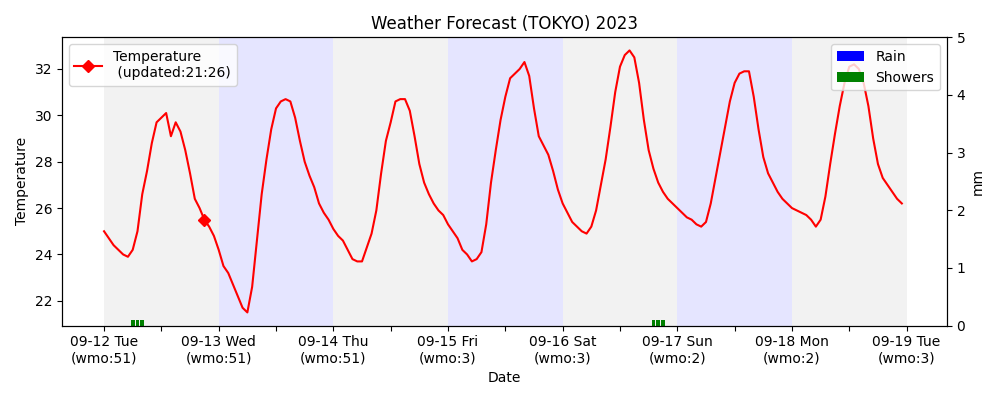 Weather Forecast (TOKYO) 2023
Temperature
(updated:21:26)
Rain
Showers
Temperature
32
30
28
26
24
22
5
4
3
2
1
0
mm
09-12 Tue
(wmo:51)
09-13 Wed
(wmo:51)
09-14 Thu
(wmo:51)
09-15 Fri
(wmo:3)
09-16 Sat
(wmo:3)
09-17 Sun
(wmo:2)
09-18 Mon
(wmo:2)
09-19 Tue
(wmo:3)
Date